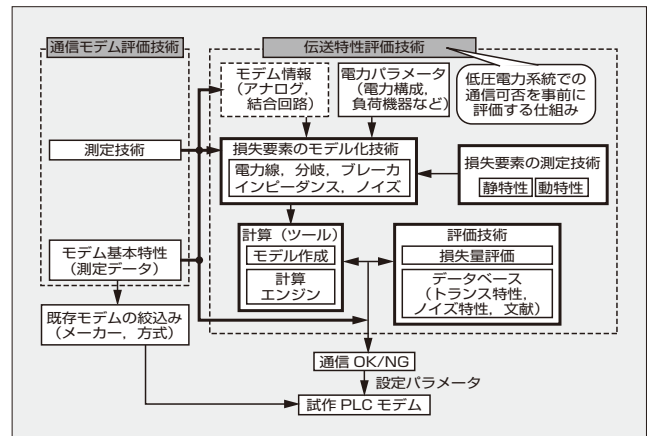 通信モデム評価技術
伝送特性評価技術
モデム情報
(アナログ,
結合回路)
電力パラメータ
(電力構成,
負荷機器など)
低圧電力系統での
通信可否を事前に
評価する仕組み
測定技術
損失要素のモデル化技術
電力線, 分岐, ブレーカ
インピーダンス, ノイズ
損失要素の測定技術
静特性
動特性
モデム基本特性
(測定データ)
計算 (ツール)
モデル作成
計算
エンジン
評価技術
損失量評価
データベース
(トランス特性,
ノイズ特性, 文献)
既存モデムの絞込み
(メーカー, 方式)
通信 OK/NG
設定パラメータ
試作 PLC モデム